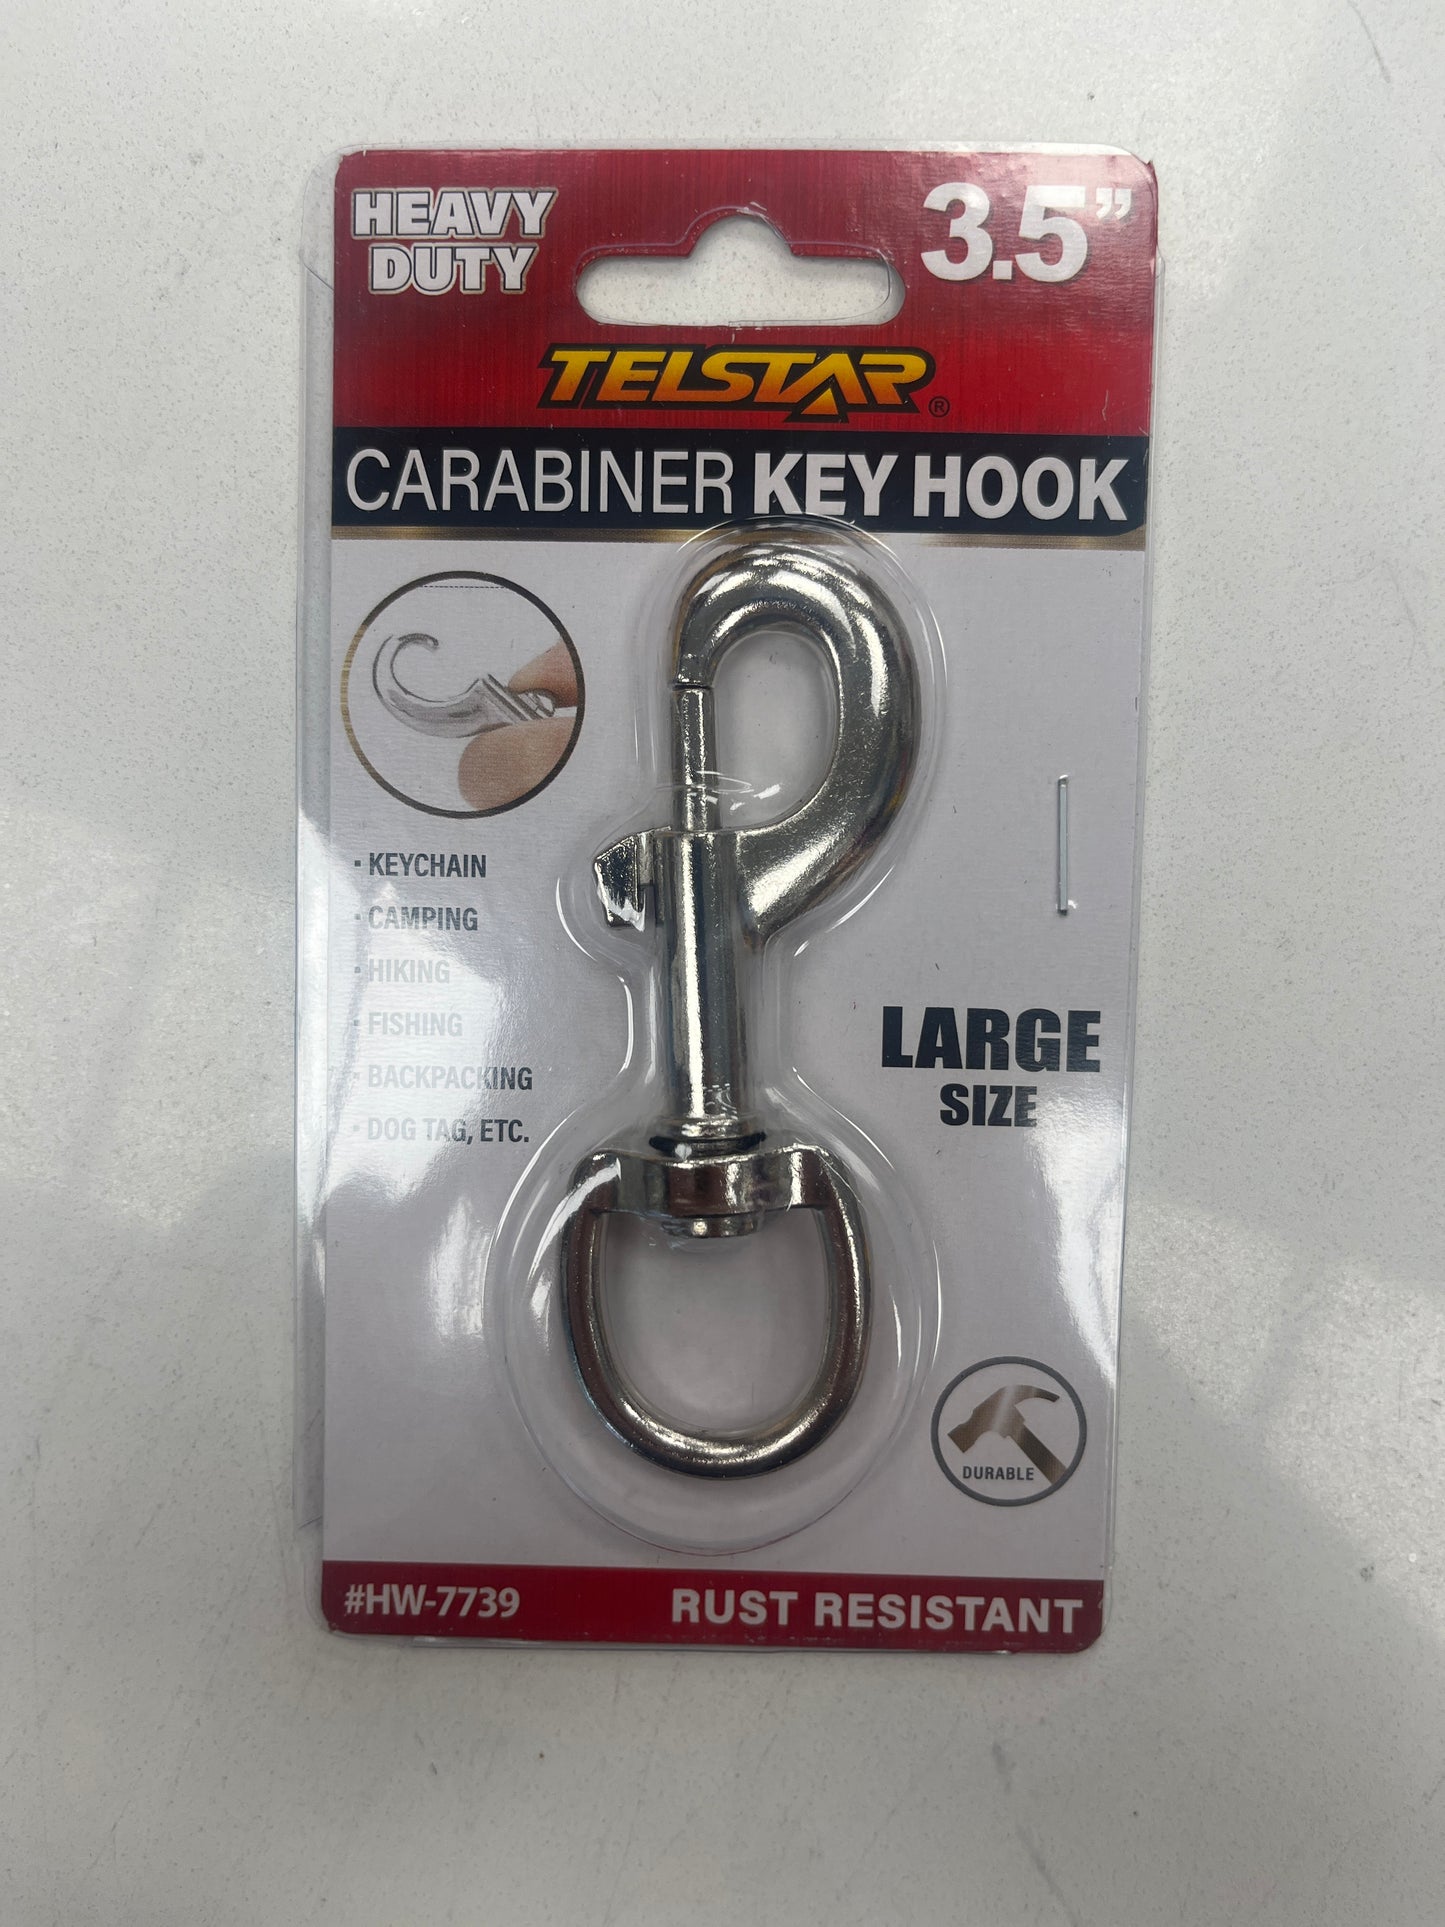 HEAVY
DUTY
3.5"
TELSTAR®
CARABINER KEY HOOK
· KEYCHAIN
· CAMPING
· HIKING
· FISHING
· BACKPACKING
· DOG TAG, ETC.
LARGE
SIZE
DURABLE
#HW-7739
RUST RESISTANT